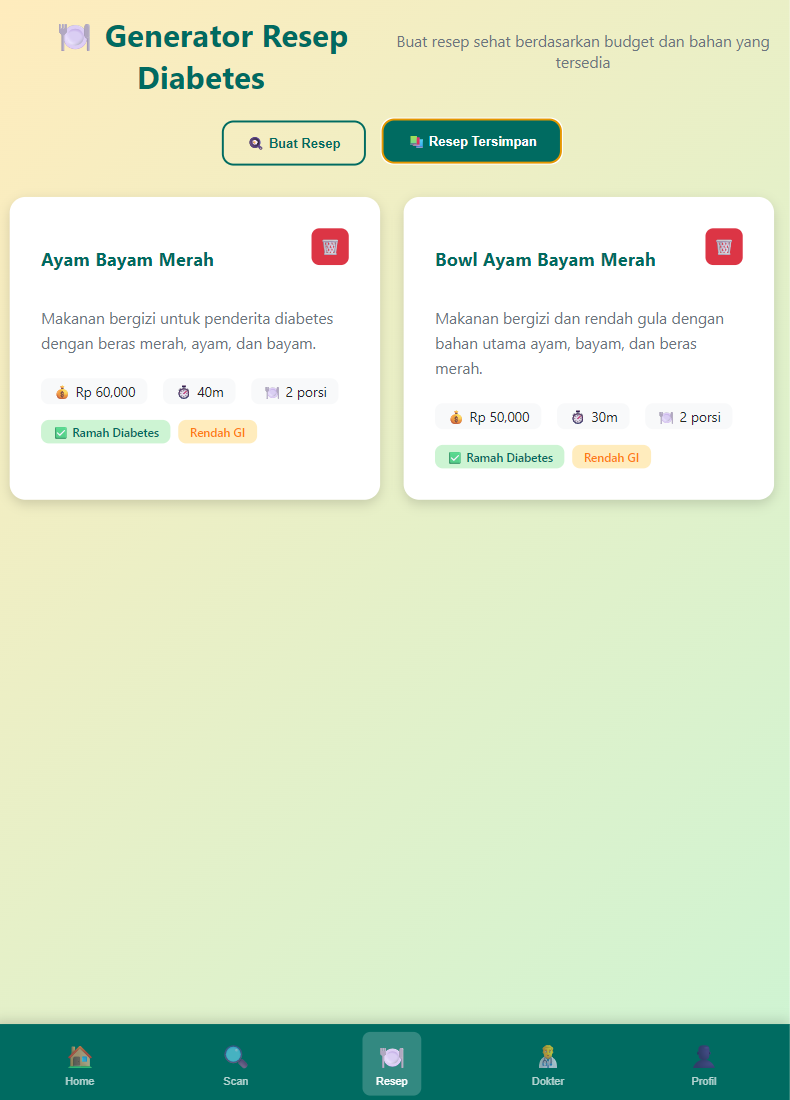 🍽️ Generator Resep
Diabetes
Buat resep sehat berdasarkan budget dan bahan yang
tersedia
🔍 Buat Resep
📚 Resep Tersimpan
Ayam Bayam Merah
🗑️
Makanan bergizi untuk penderita diabetes
dengan beras merah, ayam, dan bayam.
💰 Rp 60,000
⏱️ 40m
🍽️ 2 porsi
✅ Ramah Diabetes
Rendah GI
Bowl Ayam Bayam Merah
🗑️
Makanan bergizi dan rendah gula dengan
bahan utama ayam, bayam, dan beras
merah.
💰 Rp 50,000
⏱️ 30m
🍽️ 2 porsi
✅ Ramah Diabetes
Rendah GI
🏠 Home
🔍 Scan
🍽️ Resep
👨‍⚕️ Dokter
👤 Profil